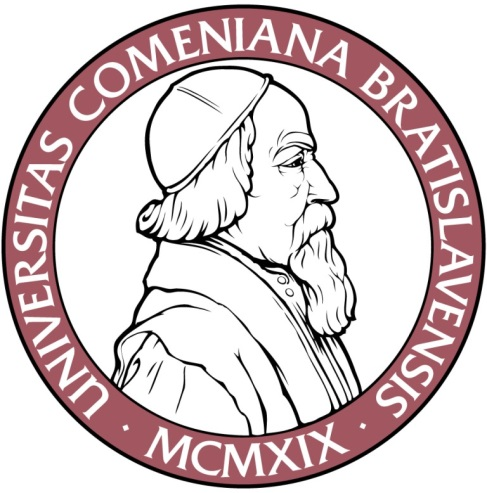 UNIVERSITAS COMENIANA BRATISLAVENSIS
· MCMXIX ·